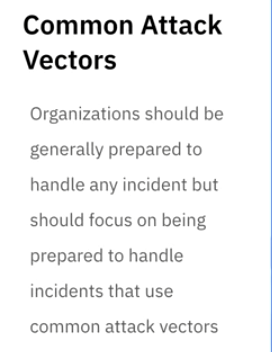 Common Attack
Vectors
Organizations should be
generally prepared to
handle any incident but
should focus on being
prepared to handle
incidents that use
common attack vectors